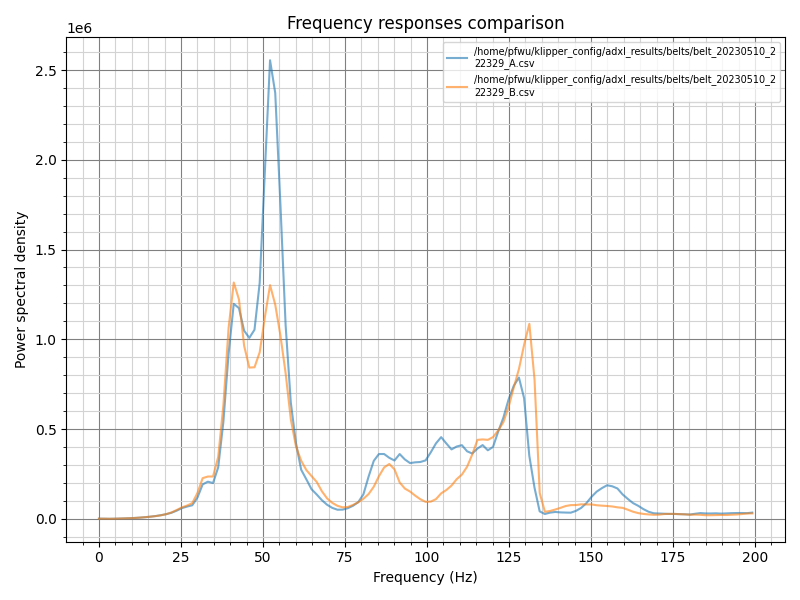 Frequency responses comparison
1e6
/home/pfwu/klipper_config/adxl_results/belts/belt_20230510_2
22329_A.csv
/home/pfwu/klipper_config/adxl_results/belts/belt_20230510_2
22329_B.csv
2.5
2.0
1.5
1.0
0.5
0.0
Power spectral density
0 25 50 75 100 125 150 175 200
Frequency (Hz)